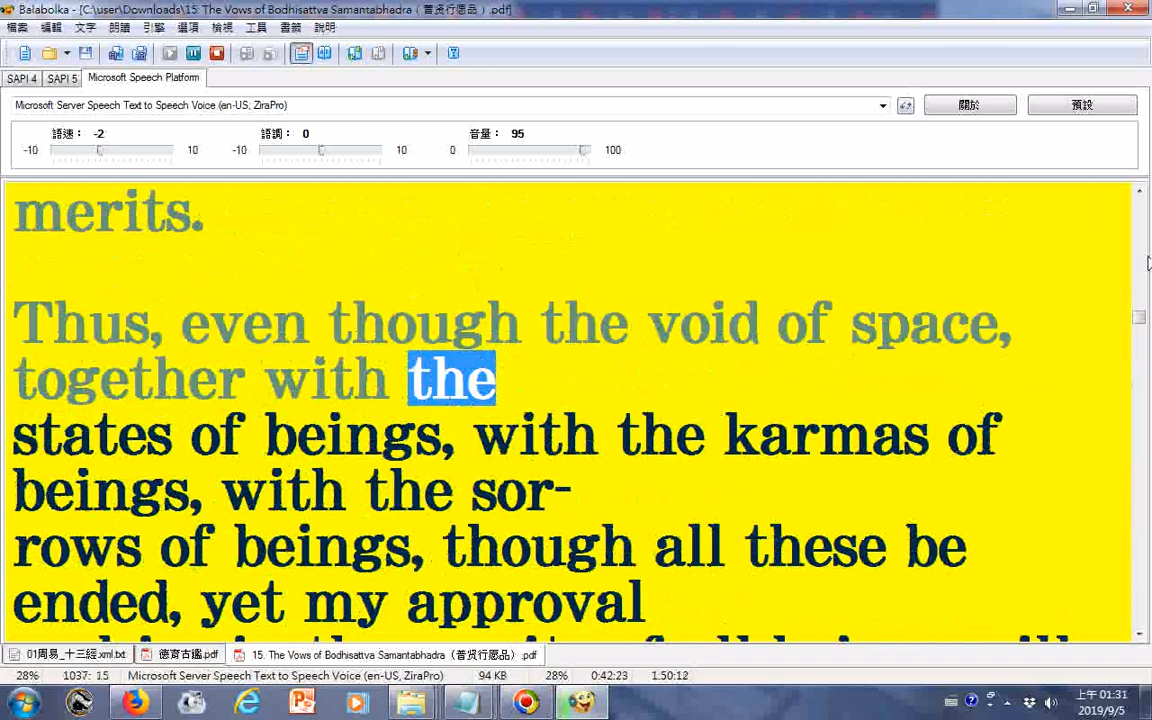 Balabolka - [C:\user\Downloads\15. The Vows of Bodhisattva Samantabhadra（普贤行愿品）.pdf]
檔案 編輯 文字 朗讀 引擎 選項 檢視 工具 書籤 說明
SAPI 4 SAPI 5 Microsoft Speech Platform
Microsoft Server Speech Text to Speech Voice (en-US, ZiraPro) 關於 預設
語速： -2 語調： 0 音量： 95
-10 10 -10 10 0 100
merits.
Thus, even though the void of space,
together with the
states of beings, with the karmas of
beings, with the sor-
rows of beings, though all these be
ended, yet my approval
01周易_十三經.xml.txt 德育古鑑.pdf 15. The Vows of Bodhisattva Samantabhadra（普贤行愿品）.pdf
28% 1037: 15 Microsoft Server Speech Text to Speech Voice (en-US, ZiraPro) 94 KB 28% 0:42:23 1:50:12
上午 01:31
2019/9/5